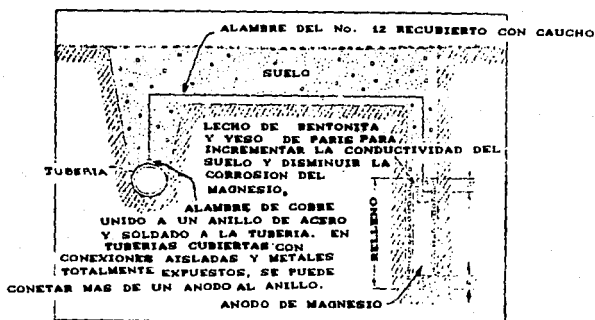 ALAMBRE DEL No. 12 RECUBIERTO CON CAUCHO
SUELO
LECHO DE BENTONITA
Y YESO DE PARIS PARA
INCREMENTAR LA CONDUCTIVIDAD DEL
SUELO Y DISMINUIR LA
CORROSION DEL
MAGNESIO.
TUBERIA
ALAMBRE DE COBRE
UNIDO A UN ANILLO DE ACERO
Y SOLDADO A LA TUBERIA. EN
TUBERIAS CUBIERTAS CON
CONEXIONES AISLADAS Y METALES
TOTALMENTE EXPUESTOS, SE PUEDE
CONETAR MAS DE UN ANODO AL ANILLO.
RELLENO
ANODO DE MAGNESIO